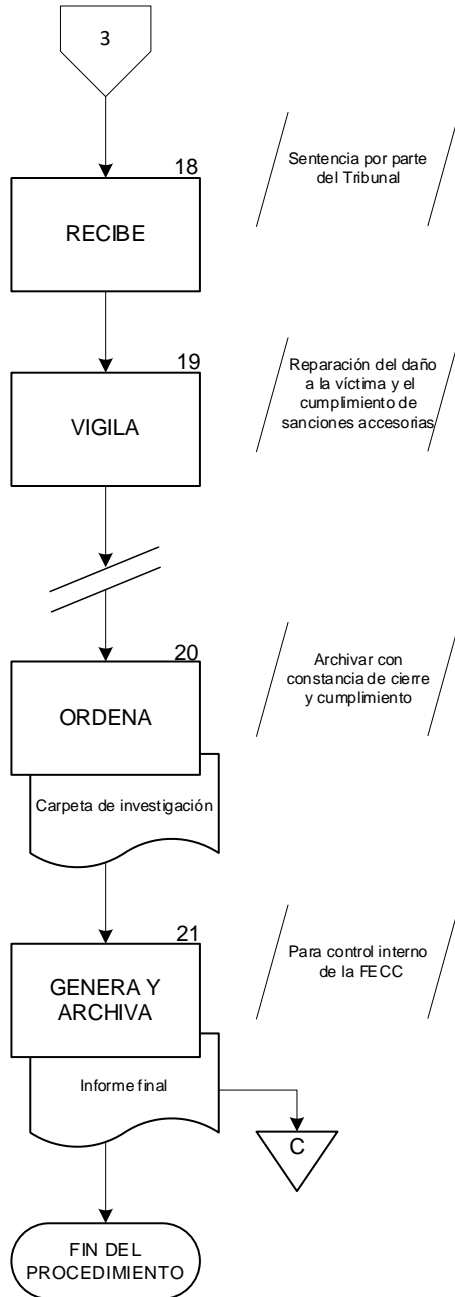 3
18
RECIBE
Sentencia por parte
del Tribunal
19
VIGILA
Reparación del daño
a la víctima y el
cumplimiento de
sanciones accesorias
20
ORDENA
Archivar con
constancia de cierre
y cumplimiento
Carpeta de investigación
21
GENERA Y
ARCHIVA
Para control interno
de la FECC
Informe final
C
FIN DEL
PROCEDIMIENTO